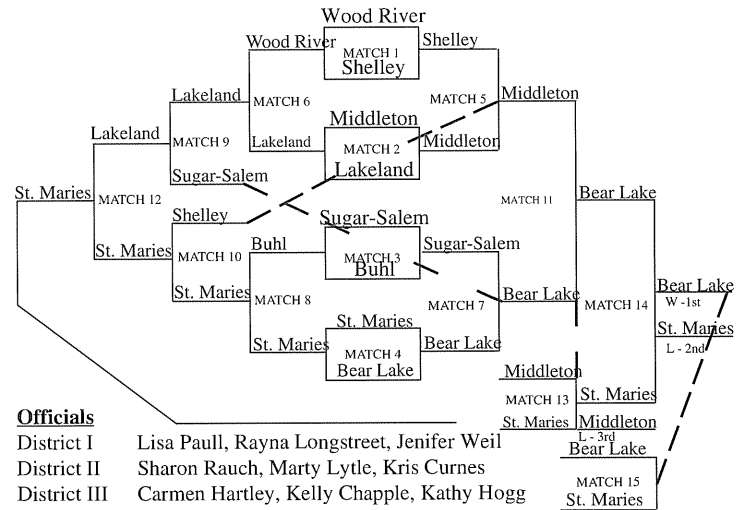 Wood River
Wood River
MATCH 1
Shelley
Shelley
Lakeland
MATCH 6
MATCH 5
Middleton
Middleton
Lakeland
MATCH 9
Lakeland
MATCH 2
Middleton
Lakeland
Sugar-Salem
St. Maries
MATCH 12
MATCH 11
Bear Lake
Shelley
Sugar-Salem
St. Maries
MATCH 10
Buhl
MATCH 3
Sugar-Salem
Buhl
St. Maries
MATCH 8
MATCH 7
Bear Lake
MATCH 14
Bear Lake
W -1st
St. Maries
St. Maries
MATCH 4
Bear Lake
St. Maries
L - 2nd
Bear Lake
Middleton
MATCH 13
St. Maries
St. Maries
Middleton
L - 3rd
Bear Lake
MATCH 15
St. Maries
Officials
District I Lisa Paull, Rayna Longstreet, Jenifer Weil
District II Sharon Rauch, Marty Lytle, Kris Curnes
District III Carmen Hartley, Kelly Chapple, Kathy Hogg